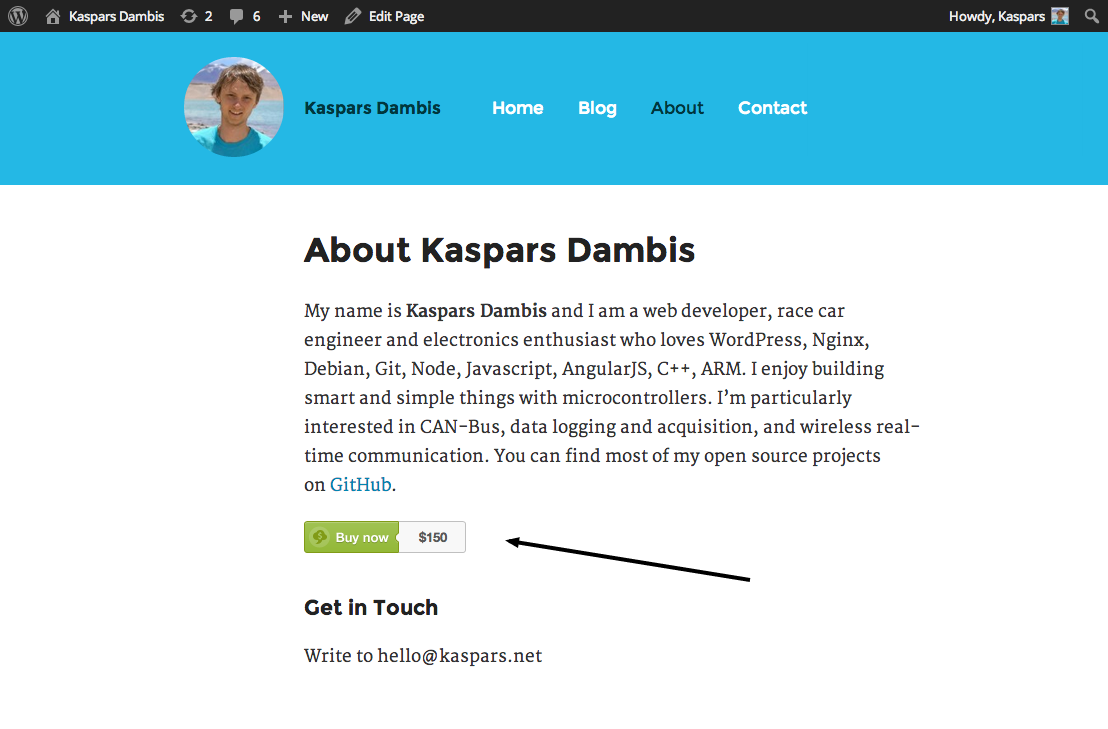 Kaspars Dambis 2 6 New Edit Page Howdy, Kaspars
Kaspars Dambis Home Blog About Contact
About Kaspars Dambis
My name is Kaspars Dambis and I am a web developer, race car
engineer and electronics enthusiast who loves WordPress, Nginx,
Debian, Git, Node, Javascript, AngularJS, C++, ARM. I enjoy building
smart and simple things with microcontrollers. I’m particularly
interested in CAN-Bus, data logging and acquisition, and wireless real-
time communication. You can find most of my open source projects
on GitHub.
Buy now $150
Get in Touch
Write to hello@kaspars.net